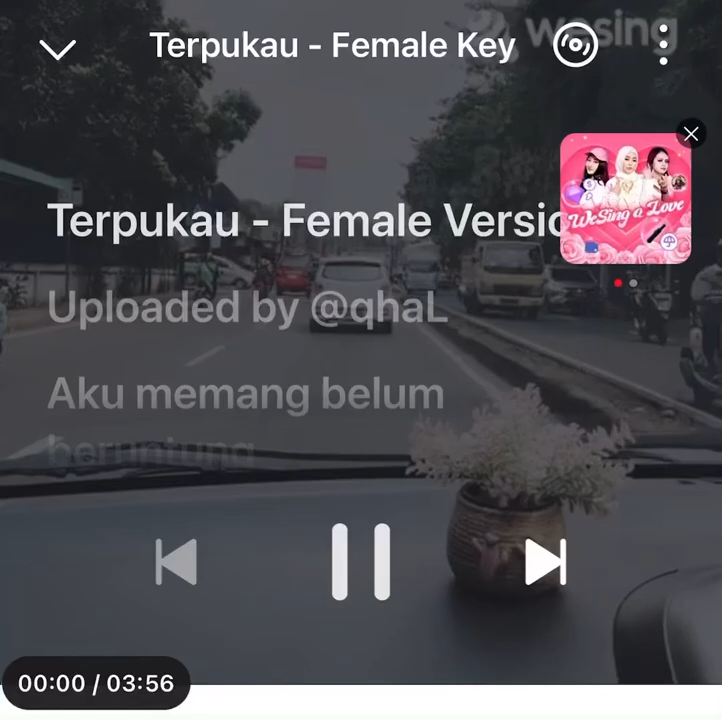 wesing
Terpukau - Female Key
Terpukau - Female Versio
WeSing a Love
Uploaded by @qhaL
Aku memang belum
beruntung
00:00 / 03:56